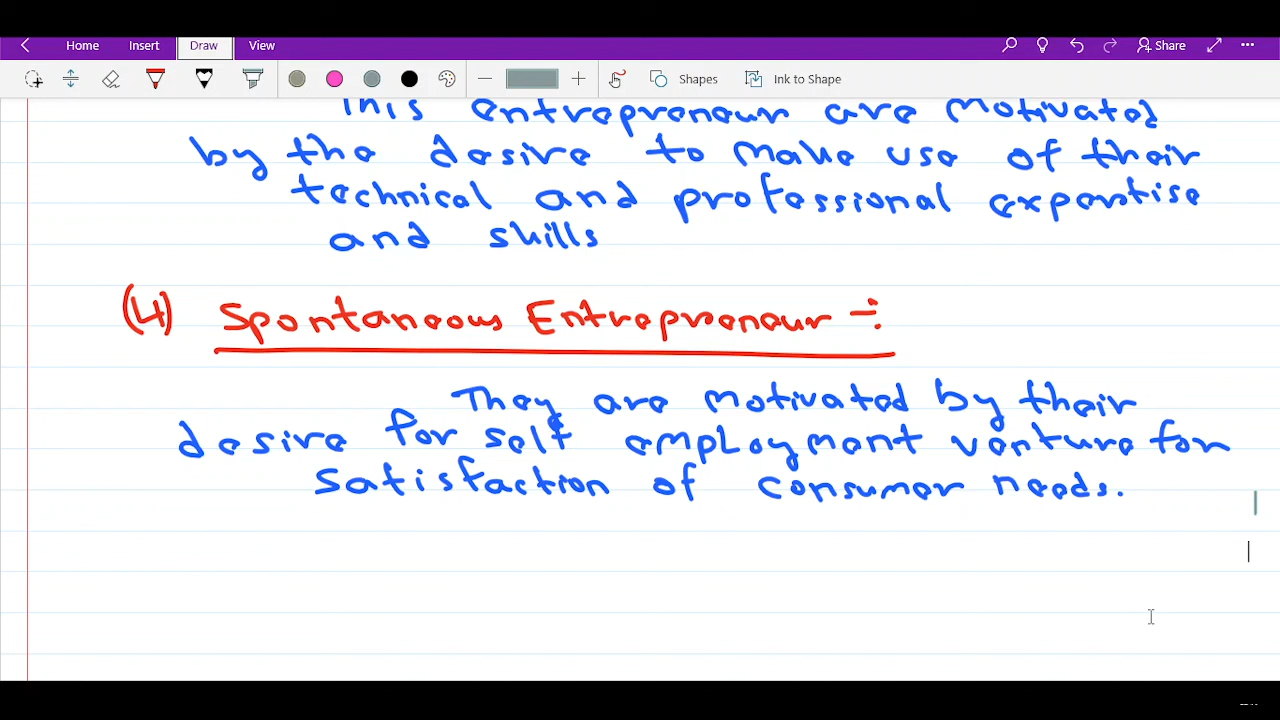 Home Insert Draw View Share
Shapes Ink to Shape
This entrepreneur are motivated
by the desire to make use of their
technical and professional expertise
and skills
(4) Spontaneous Entrepreneur :-
They are motivated by their
desire for self employment venture for
satisfaction of consumer needs.